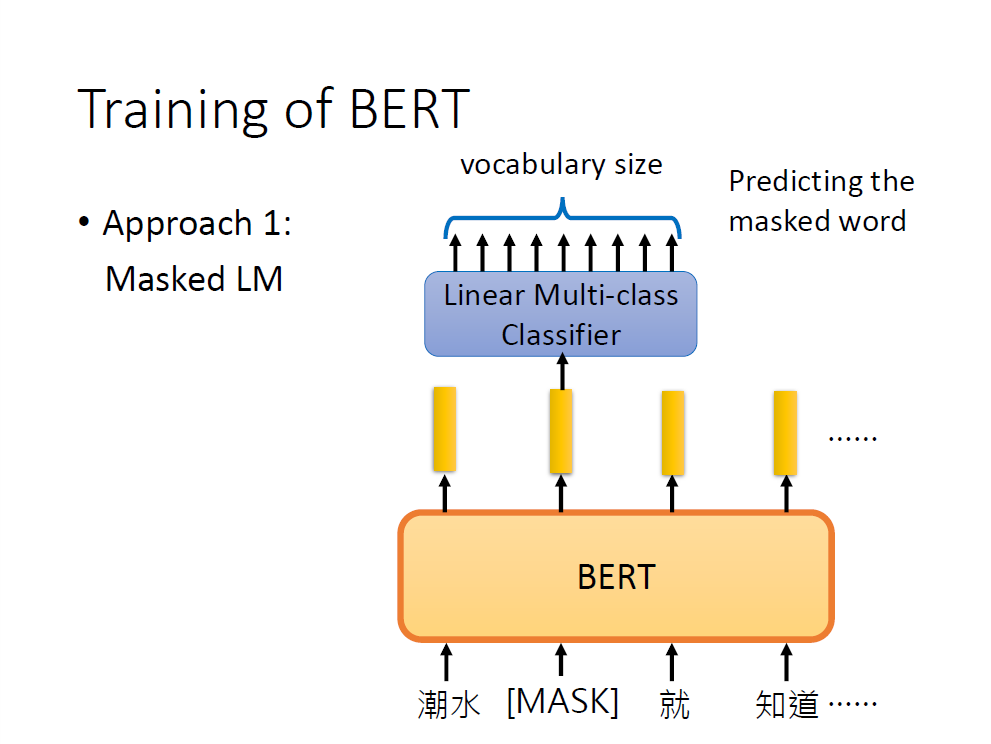 Training of BERT
• Approach 1:
Masked LM
vocabulary size
Predicting the
masked word
Linear Multi-class
Classifier
······
BERT
潮水 [MASK] 就 知道 ······